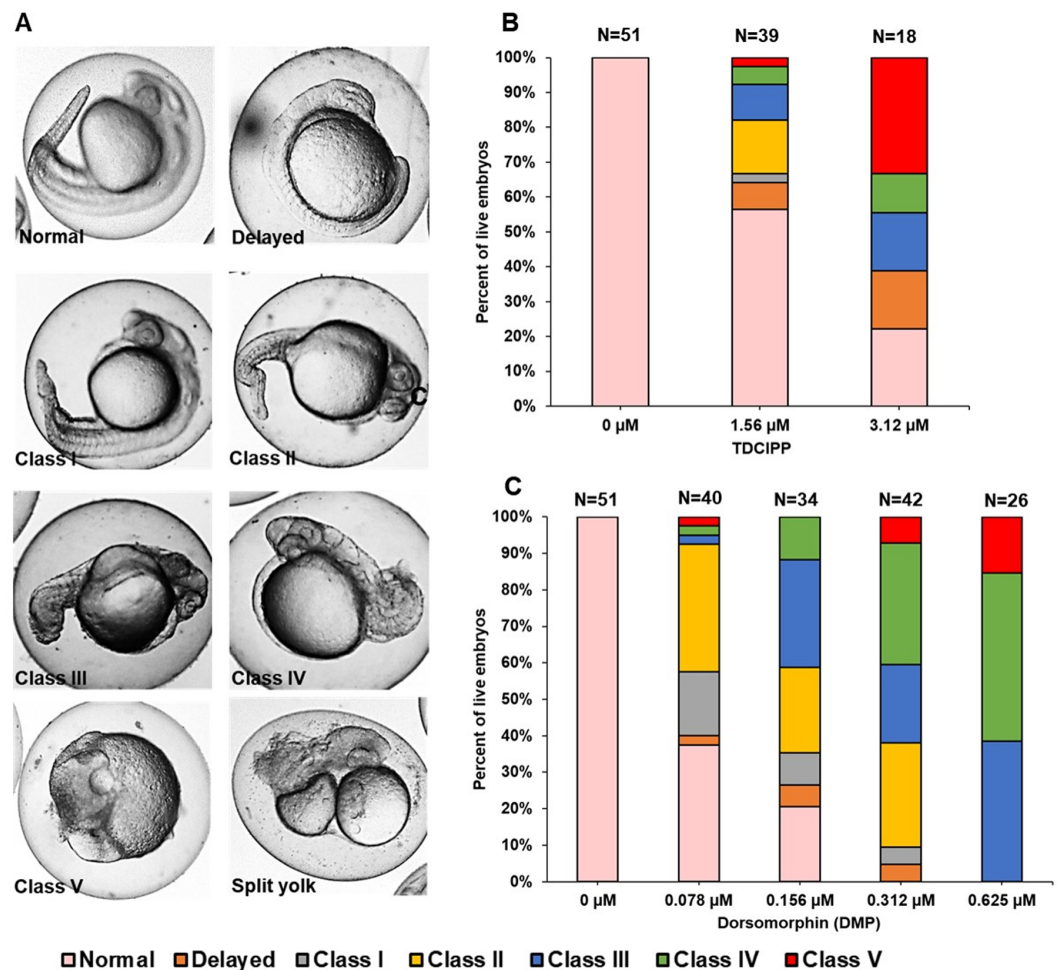 A
Normal
Delayed
Class I
Class II
C
Class III
Class IV
Class V
Split yolk
B
N=51 N=39 N=18
100%
90%
80%
70%
60%
50%
40%
30%
20%
10%
0%
Percent of live embryos
0 µM 1.56 µM 3.12 µM
TDCIPP
C
N=51 N=40 N=34 N=42 N=26
100%
90%
80%
70%
60%
50%
40%
30%
20%
10%
0%
Percent of live embryos
0 µM 0.078 µM 0.156 µM 0.312 µM 0.625 µM
Dorsomorphin (DMP)
Normal Delayed Class I Class II Class III Class IV Class V